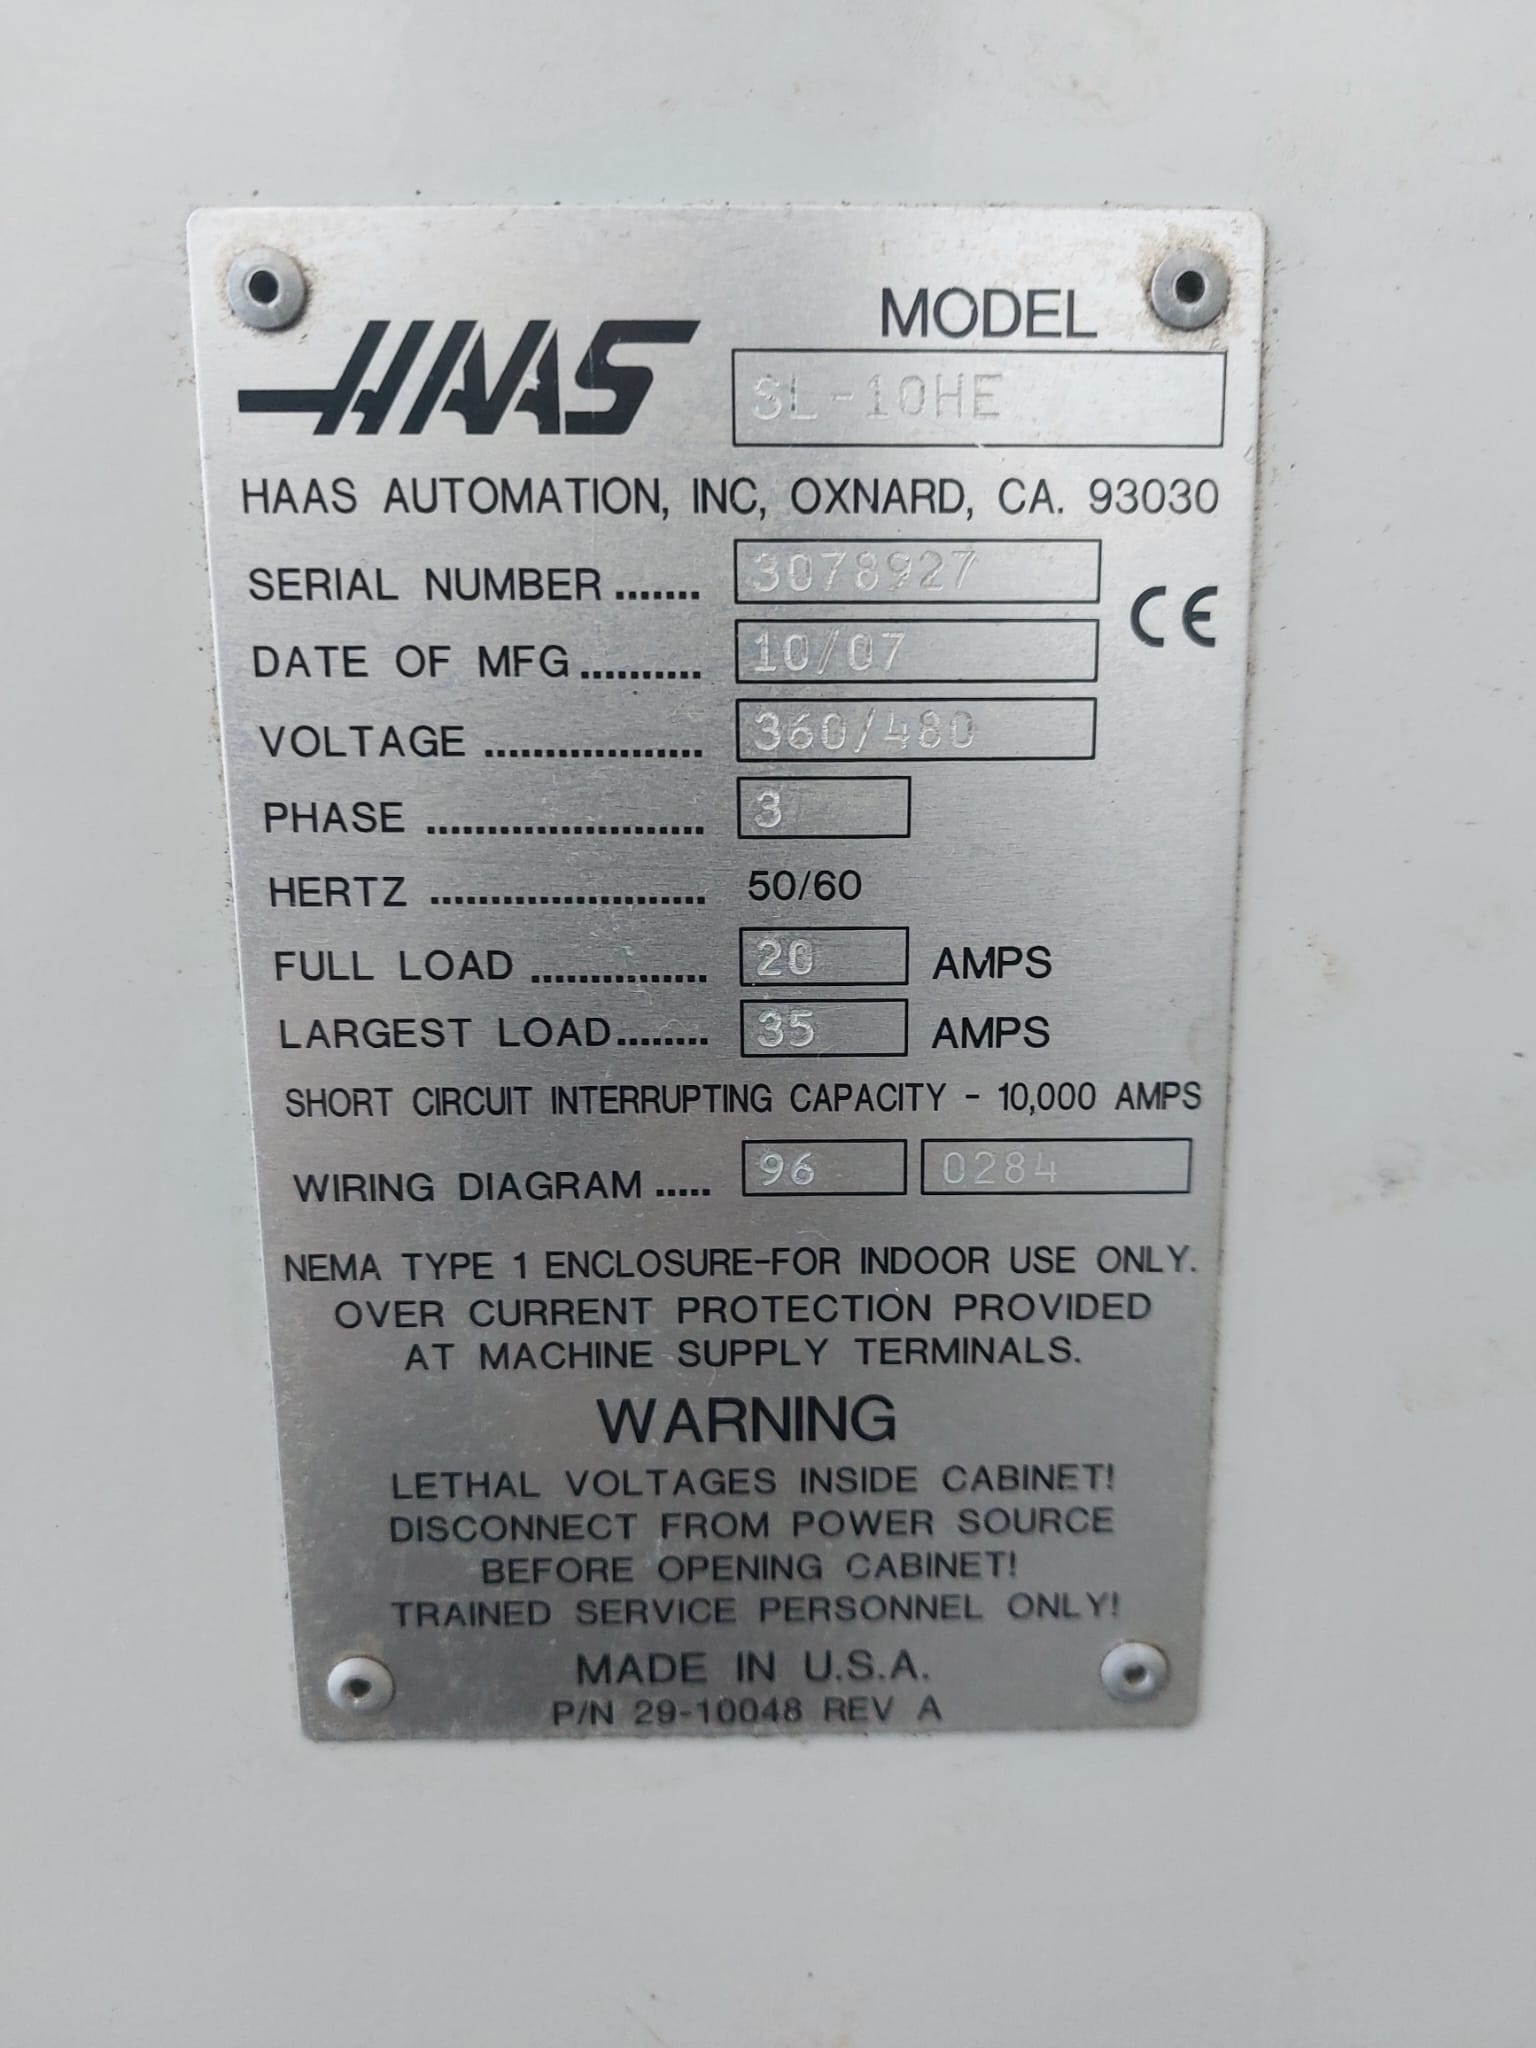 MODEL
HAAS SL-10HE
HAAS AUTOMATION, INC, OXNARD, CA. 93030
SERIAL NUMBER ....... 3078927
CE
DATE OF MFG .......... 10/07
VOLTAGE .................. 360/480
PHASE ....................... 3
HERTZ ....................... 50/60
FULL LOAD ............... 20 AMPS
LARGEST LOAD ........ 35 AMPS
SHORT CIRCUIT INTERRUPTING CAPACITY - 10,000 AMPS
WIRING DIAGRAM ..... 96 0284
NEMA TYPE 1 ENCLOSURE-FOR INDOOR USE ONLY.
OVER CURRENT PROTECTION PROVIDED
AT MACHINE SUPPLY TERMINALS.
WARNING
LETHAL VOLTAGES INSIDE CABINET!
DISCONNECT FROM POWER SOURCE
BEFORE OPENING CABINET!
TRAINED SERVICE PERSONNEL ONLY!
MADE IN U.S.A.
P/N 29-10048 REV A